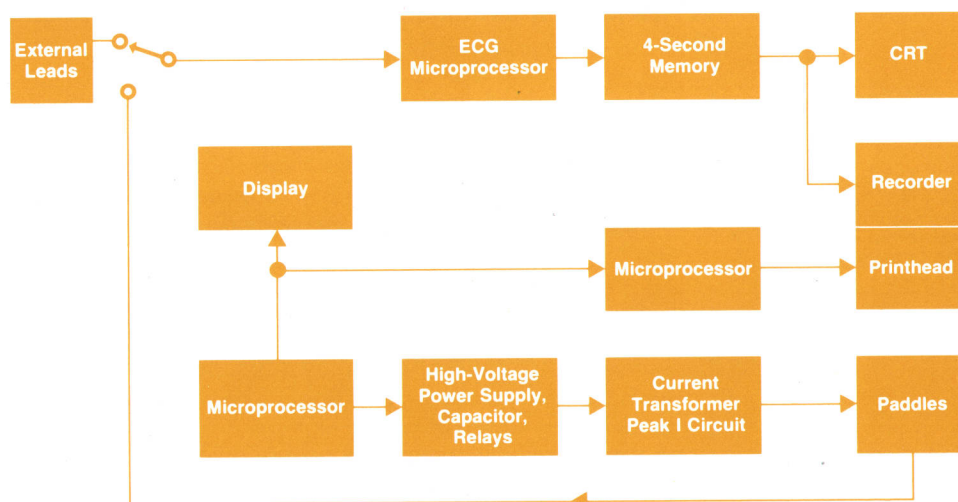 External
Leads
ECG
Microprocessor
4-Second
Memory
CRT
Display
Recorder
Microprocessor
Printhead
Microprocessor
High-Voltage
Power Supply,
Capacitor,
Relays
Current
Transformer
Peak I Circuit
Paddles